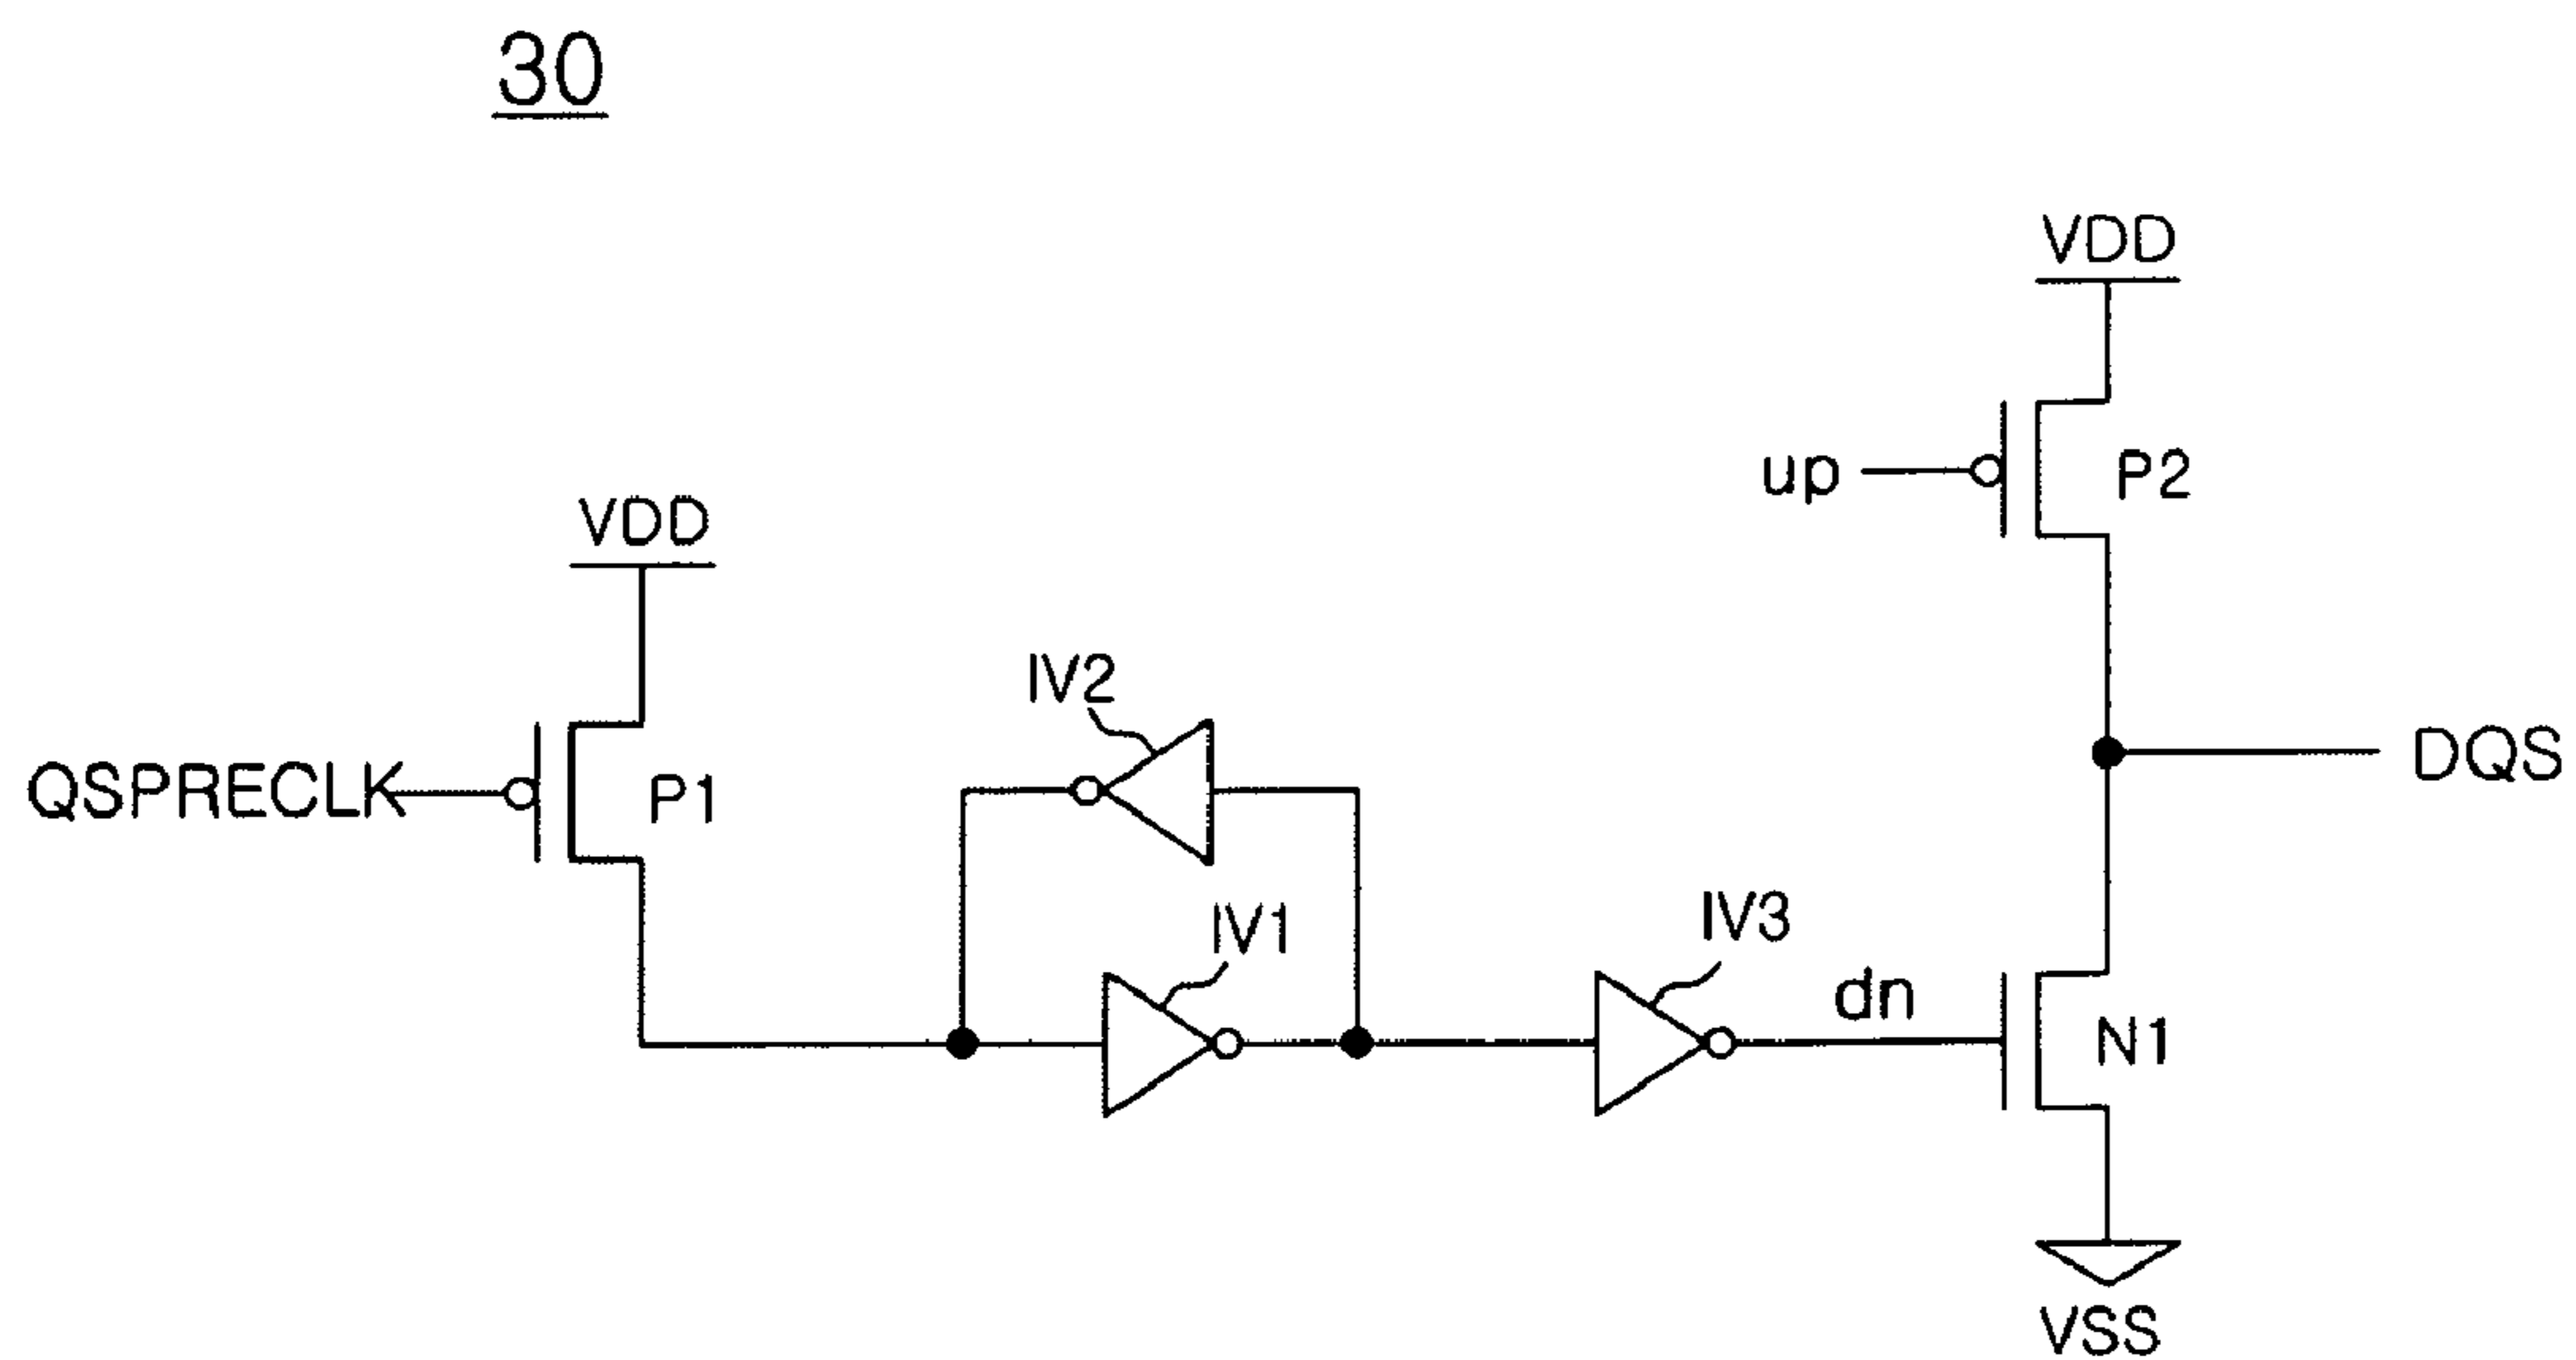 30
VDD
up
P2
VDD
IV2
QSPRECLK
P1
DQS
IV1
IV3
dn
N1
VSS